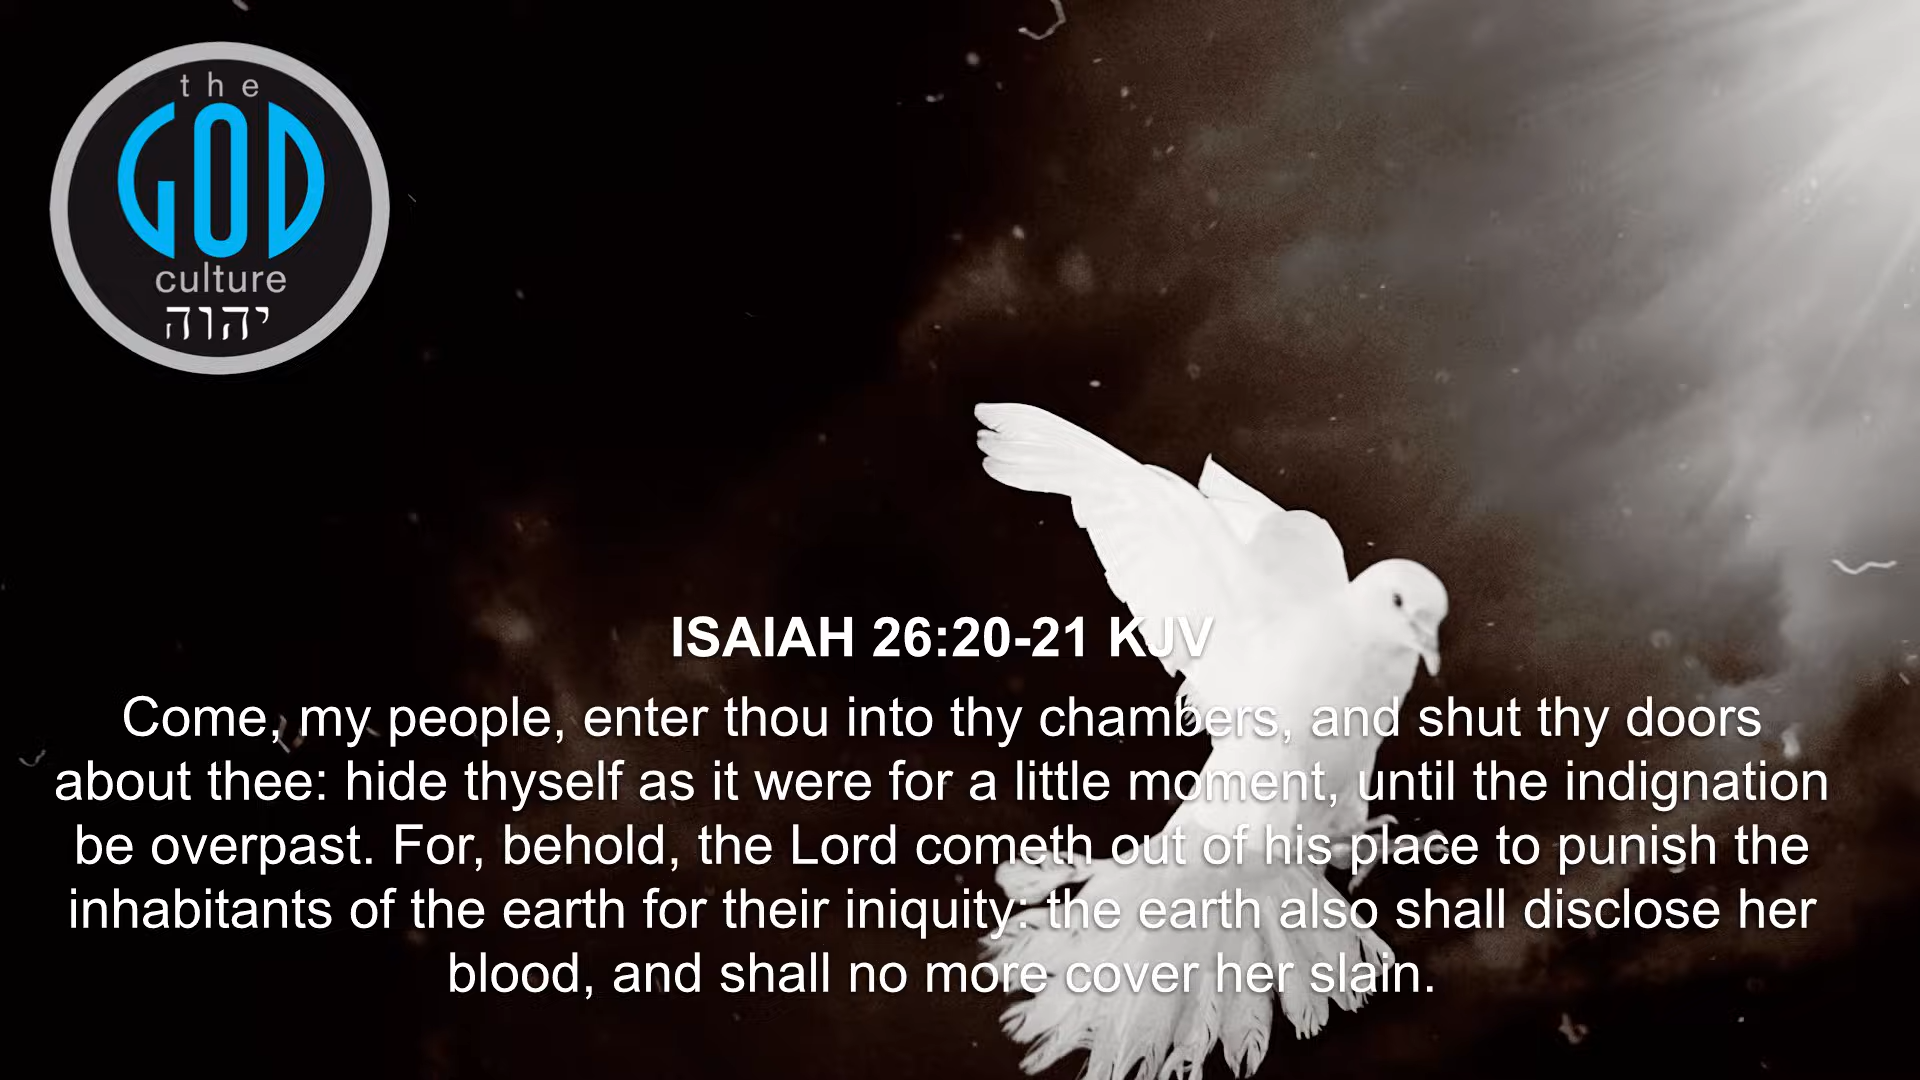 the
GOD
culture
יהוה
ISAIAH 26:20-21 KJV
Come, my people, enter thou into thy chambers, and shut thy doors
about thee: hide thyself as it were for a little moment, until the indignation
be overpast. For, behold, the Lord cometh out of his place to punish the
inhabitants of the earth for their iniquity: the earth also shall disclose her
blood, and shall no more cover her slain.